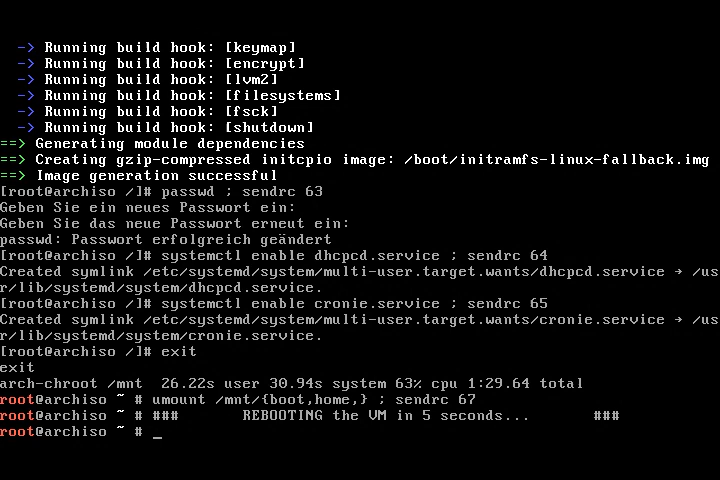 -> Running build hook: [keymap]
-> Running build hook: [encrypt]
-> Running build hook: [lvm2]
-> Running build hook: [filesystems]
-> Running build hook: [fsck]
-> Running build hook: [shutdown]
==> Generating module dependencies
==> Creating gzip-compressed initcpio image: /boot/initramfs-linux-fallback.img
==> Image generation successful
[root@archiso /]# passwd ; sendrc 63
Geben Sie ein neues Passwort ein:
Geben Sie das neue Passwort erneut ein:
passwd: Passwort erfolgreich geändert
[root@archiso /]# systemctl enable dhcpcd.service ; sendrc 64
Created symlink /etc/systemd/system/multi-user.target.wants/dhcpcd.service → /us
r/lib/systemd/system/dhcpcd.service.
[root@archiso /]# systemctl enable cronie.service ; sendrc 65
Created symlink /etc/systemd/system/multi-user.target.wants/cronie.service → /us
r/lib/systemd/system/cronie.service.
[root@archiso /]# exit
exit
arch-chroot /mnt  26.22s user 30.94s system 63% cpu 1:29.64 total
root@archiso ~ # umount /mnt/{boot,home,} ; sendrc 67
root@archiso ~ # ###       REBOOTING the VM in 5 seconds...       ###
root@archiso ~ # _